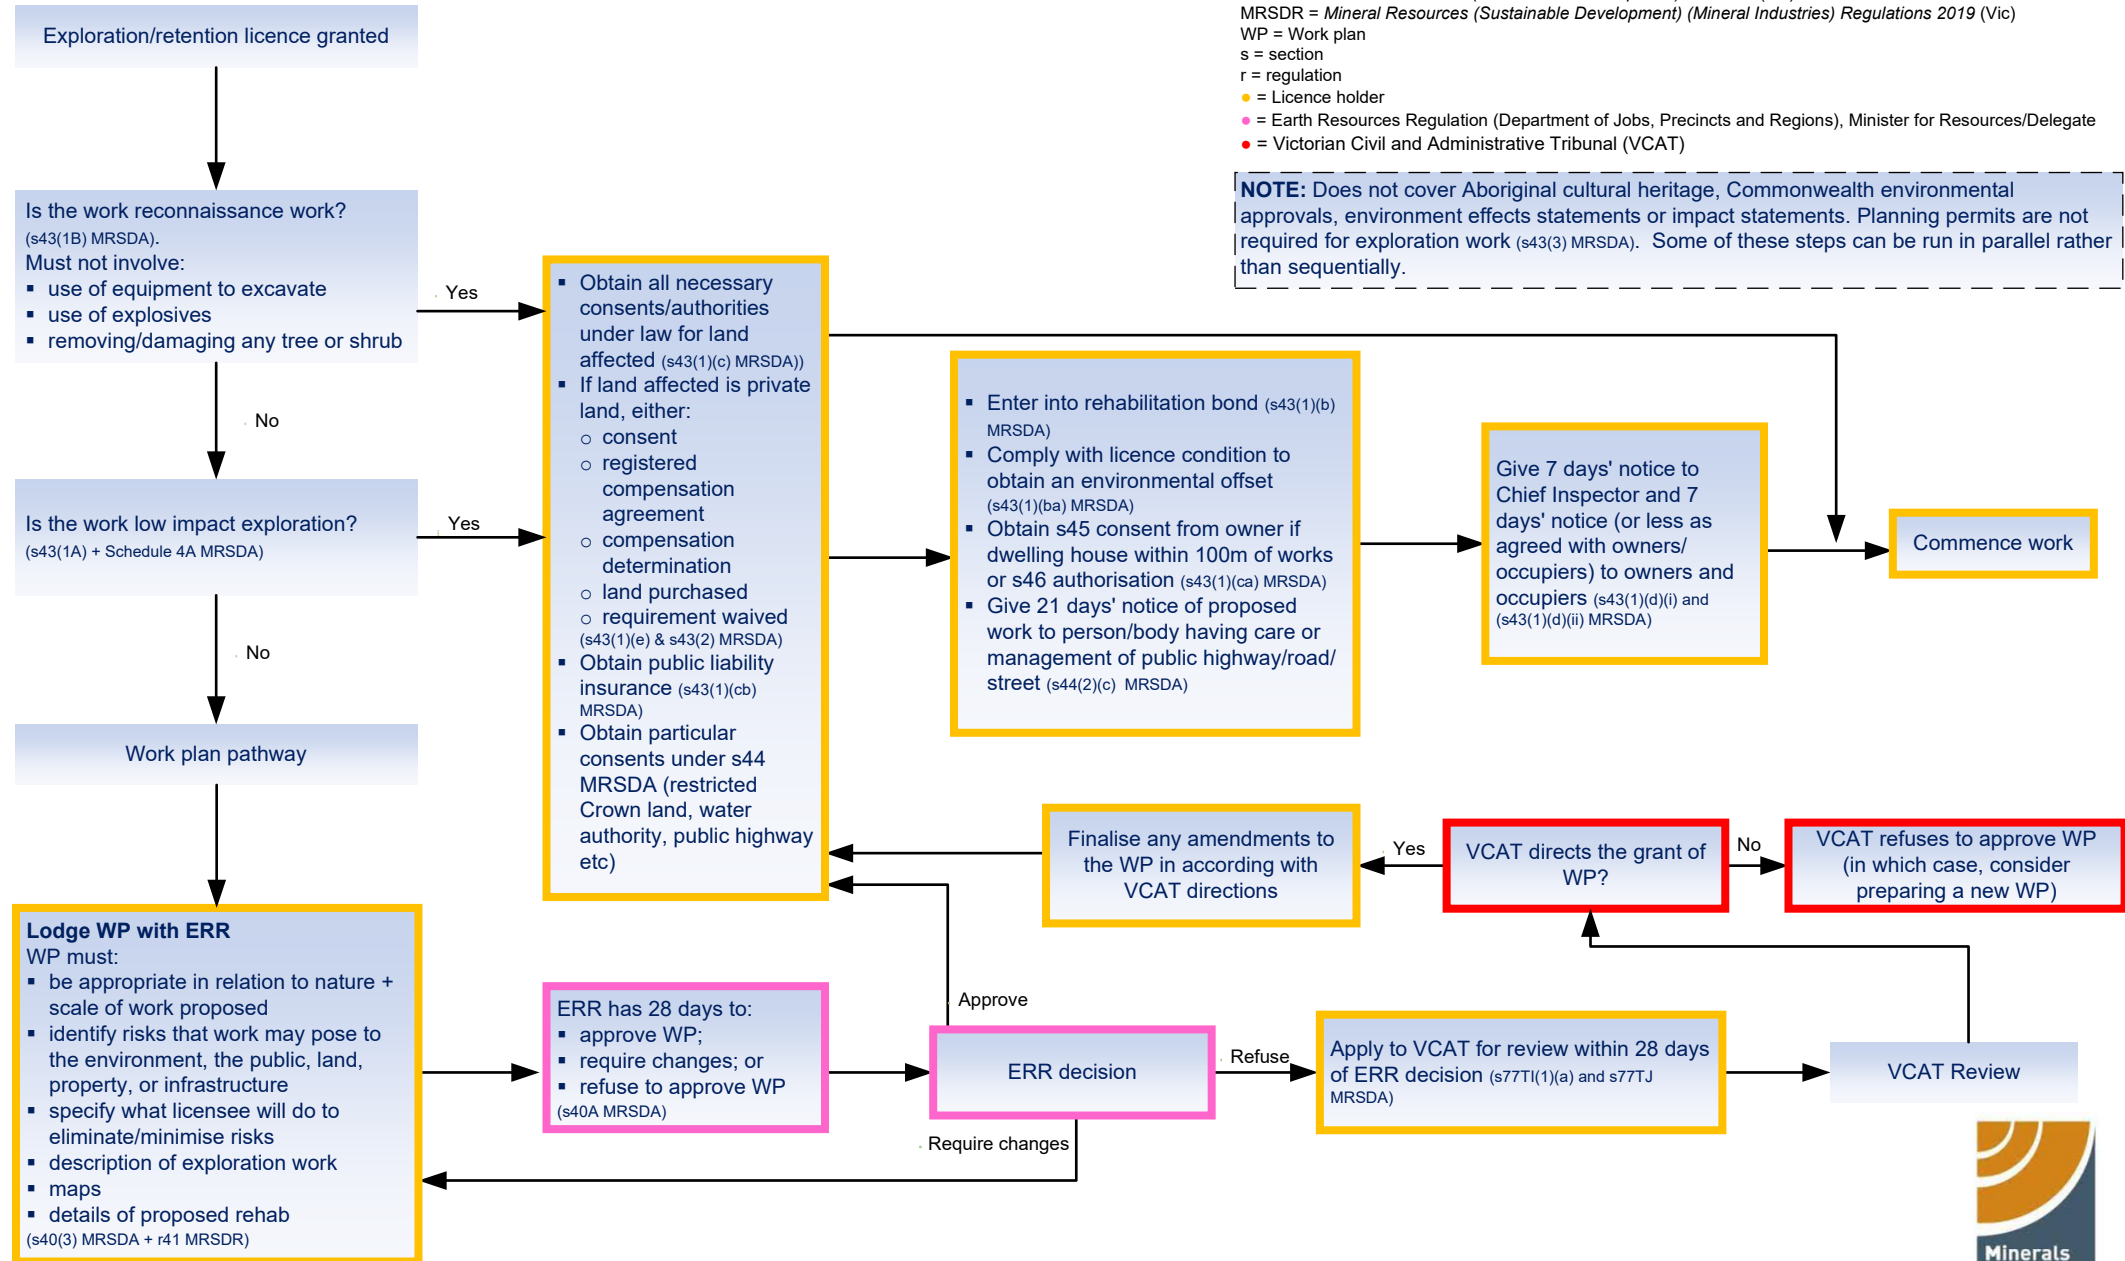 MRSDR = Mineral Resources (Sustainable Development) (Mineral Industries) Regulations 2019 (Vic)
WP = Work plan
s = section
r = regulation
● = Licence holder
● = Earth Resources Regulation (Department of Jobs, Precincts and Regions), Minister for Resources/Delegate
● = Victorian Civil and Administrative Tribunal (VCAT)
NOTE: Does not cover Aboriginal cultural heritage, Commonwealth environmental
approvals, environment effects statements or impact statements. Planning permits are not
required for exploration work (s43(3) MRSDA). Some of these steps can be run in parallel rather
than sequentially.
Exploration/retention licence granted
Is the work reconnaissance work?
(s43(1B) MRSDA).
Must not involve:
▪ use of equipment to excavate
▪ use of explosives
▪ removing/damaging any tree or shrub
Yes
No
Is the work low impact exploration?
(s43(1A) + Schedule 4A MRSDA)
Yes
No
Work plan pathway
Lodge WP with ERR
WP must:
▪ be appropriate in relation to nature +
scale of work proposed
▪ identify risks that work may pose to
the environment, the public, land,
property, or infrastructure
▪ specify what licensee will do to
eliminate/minimise risks
▪ description of exploration work
▪ maps
▪ details of proposed rehab
(s40(3) MRSDA + r41 MRSDR)
▪ Obtain all necessary
consents/authorities
under law for land
affected (s43(1)(c) MRSDA))
▪ If land affected is private
land, either:
o consent
o registered
compensation
agreement
o compensation
determination
o land purchased
o requirement waived
(s43(1)(e) & s43(2) MRSDA)
▪ Obtain public liability
insurance (s43(1)(cb)
MRSDA)
▪ Obtain particular
consents under s44
MRSDA (restricted
Crown land, water
authority, public highway
etc)
▪ Enter into rehabilitation bond (s43(1)(b)
MRSDA)
▪ Comply with licence condition to
obtain an environmental offset
(s43(1)(ba) MRSDA)
▪ Obtain s45 consent from owner if
dwelling house within 100m of works
or s46 authorisation (s43(1)(ca) MRSDA)
▪ Give 21 days' notice of proposed
work to person/body having care or
management of public highway/road/
street (s44(2)(c) MRSDA)
Give 7 days' notice to
Chief Inspector and 7
days' notice (or less as
agreed with owners/
occupiers) to owners and
occupiers (s43(1)(d)(i) and
(s43(1)(d)(ii) MRSDA)
Commence work
Finalise any amendments to
the WP in according with
VCAT directions
Yes
VCAT directs the grant of
WP?
No
VCAT refuses to approve WP
(in which case, consider
preparing a new WP)
ERR has 28 days to:
▪ approve WP;
▪ require changes; or
▪ refuse to approve WP
(s40A MRSDA)
Approve
ERR decision
Refuse
Require changes
Apply to VCAT for review within 28 days
of ERR decision (s77TI(1)(a) and s77TJ
MRSDA)
VCAT Review
Minerals